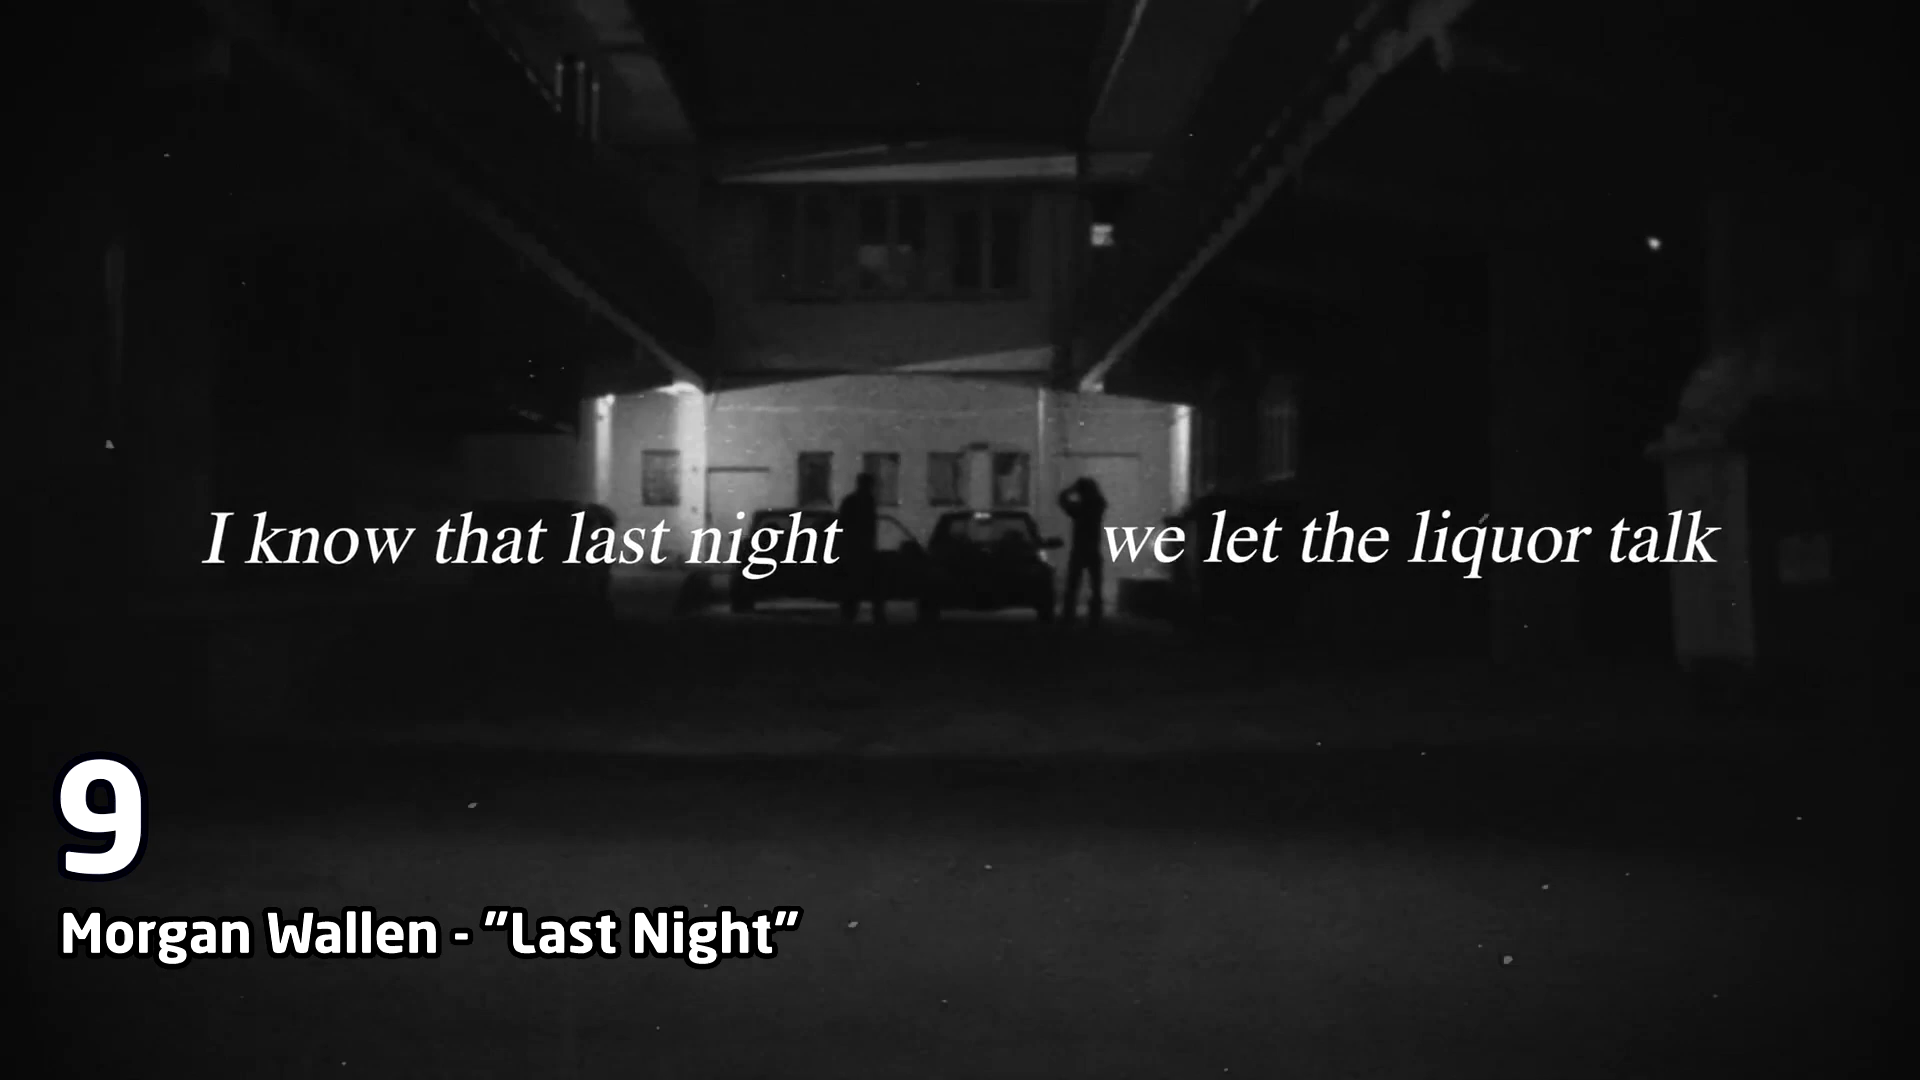 I know that last night we let the liquor talk
9
Morgan Wallen - "Last Night"